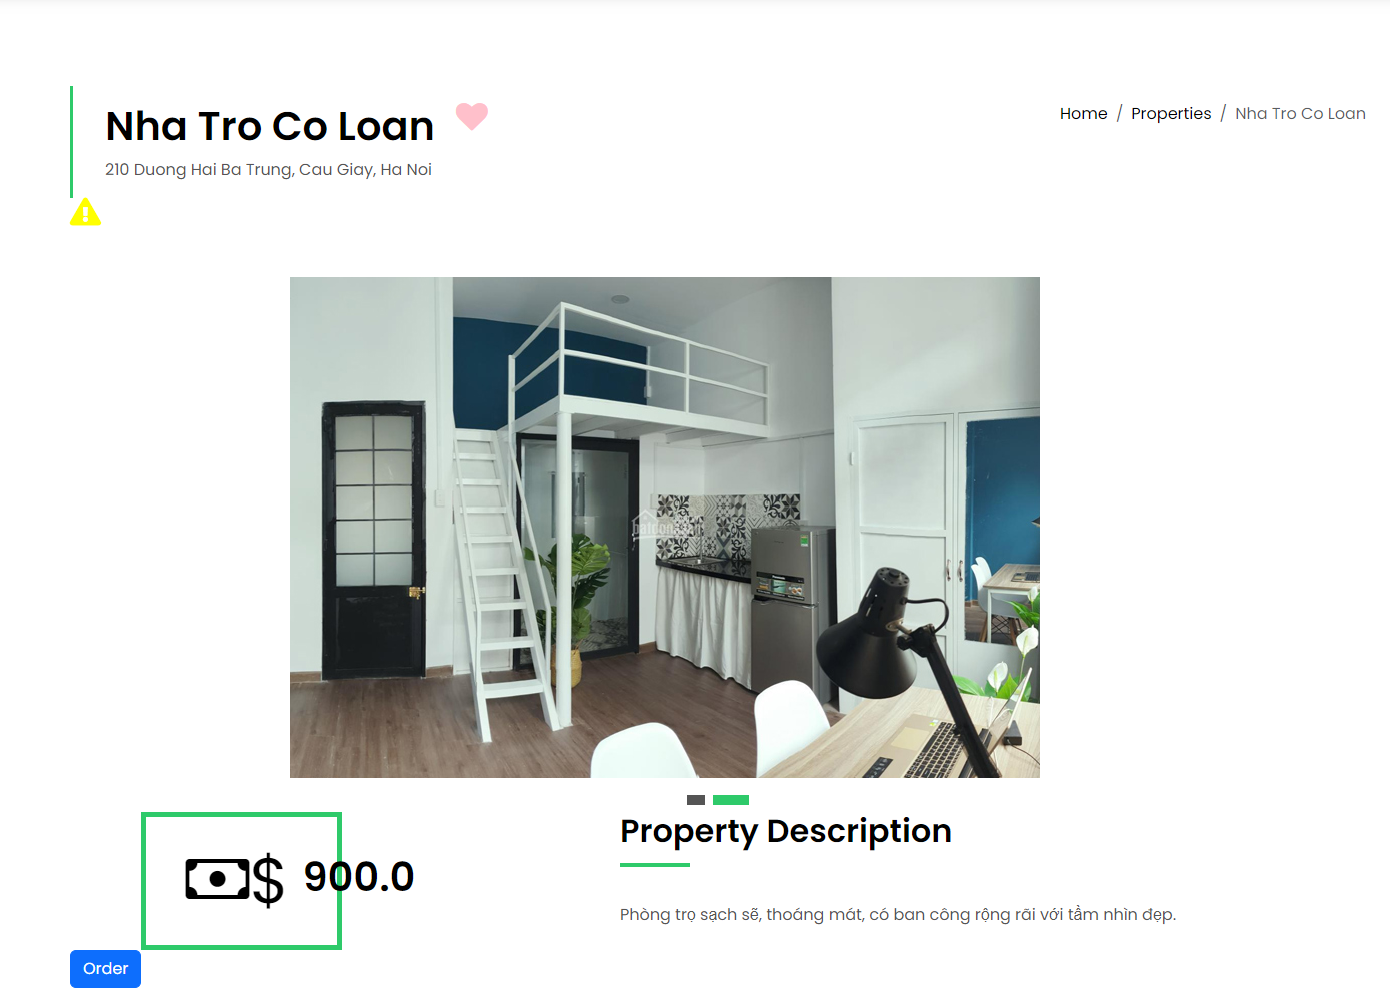 Nha Tro Co Loan
Home / Properties / Nha Tro Co Loan
210 Duong Hai Ba Trung, Cau Giay, Ha Noi
batdongsan
$ 900.0
Property Description
Phòng trọ sạch sẽ, thoáng mát, có ban công rộng rãi với tầm nhìn đẹp.
Order